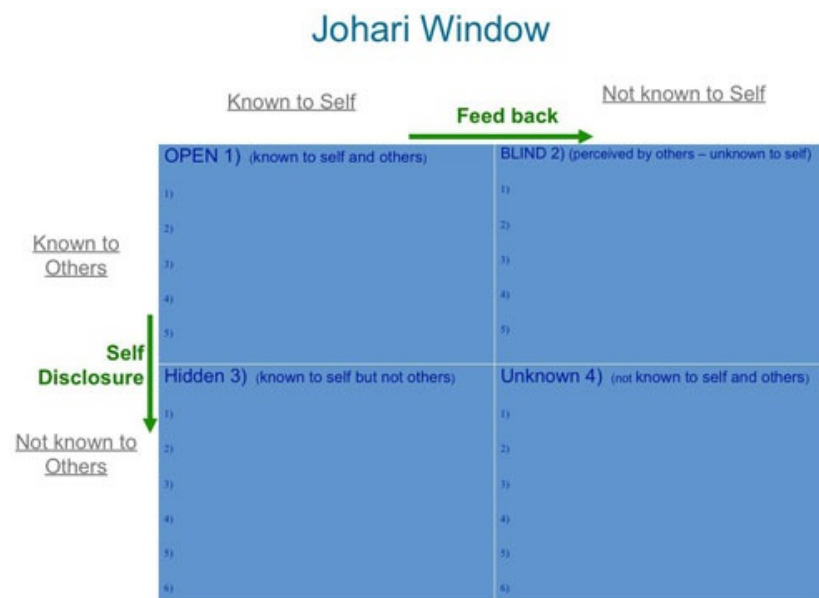 Johari Window
Known to Self
Not known to Self
Feed back
OPEN 1) (known to self and others)
BLIND 2) (perceived by others – unknown to self)
1)
1)
2)
2)
Known to
Others
3)
3)
4)
4)
5)
5)
Self
Disclosure
Hidden 3) (known to self but not others)
Unknown 4) (not known to self and others)
1)
1)
Not known to
Others
2)
2)
3)
3)
4)
4)
5)
5)
6)
6)